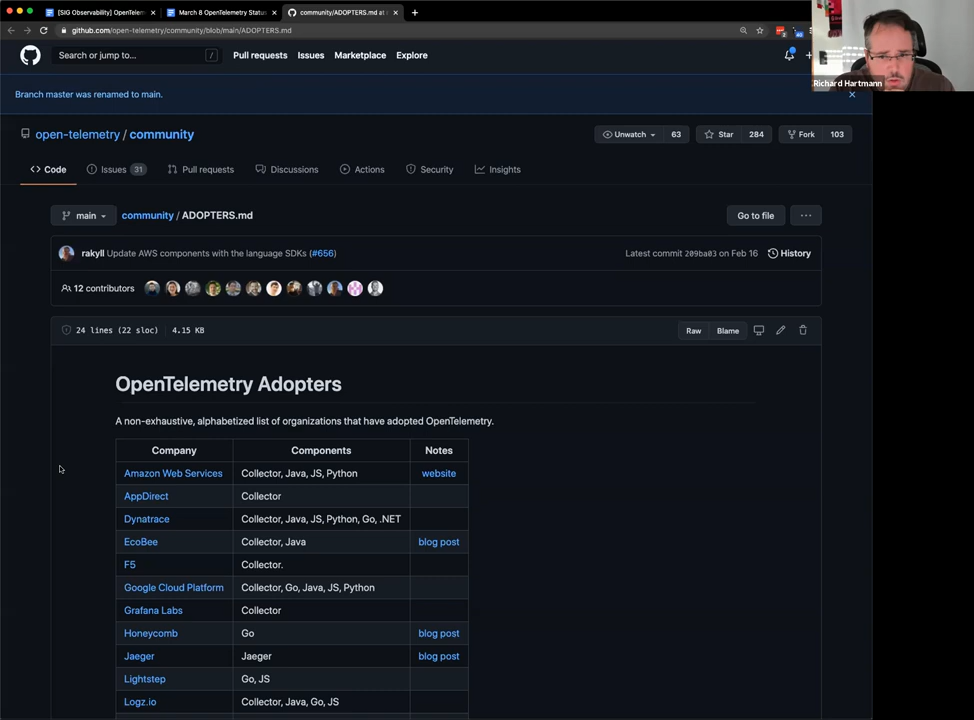 [SIG Observability] OpenTelem
March 8 OpenTelemetry Status
community/ADOPTERS.md at
github.com/open-telemetry/community/blob/main/ADOPTERS.md
Search or jump to...
/
Pull requests
Issues
Marketplace
Explore
Richard Hartmann
Branch master was renamed to main.
open-telemetry / community
Unwatch
63
Star
284
Fork
103
Code
Issues 31
Pull requests
Discussions
Actions
Security
Insights
main
community / ADOPTERS.md
Go to file
...
rakyll Update AWS components with the language SDKs (#656)
Latest commit 209ba03 on Feb 16
History
12 contributors
24 lines (22 sloc)
4.15 KB
Raw
Blame
OpenTelemetry Adopters
A non-exhaustive, alphabetized list of organizations that have adopted OpenTelemetry.
Company Components Notes
Amazon Web Services Collector, Java, JS, Python website
AppDirect Collector
Dynatrace Collector, Java, JS, Python, Go, .NET
EcoBee Collector, Java blog post
F5 Collector.
Google Cloud Platform Collector, Go, Java, JS, Python
Grafana Labs Collector
Honeycomb Go blog post
Jaeger Jaeger blog post
Lightstep Go, JS
Logz.io Collector, Java, Go, JS